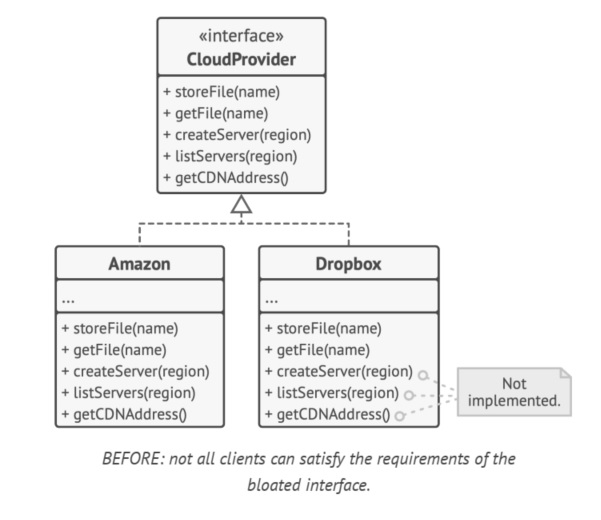 «interface»
CloudProvider
+ storeFile(name)
+ getFile(name)
+ createServer(region)
+ listServers(region)
+ getCDNAddress()
Amazon
...
+ storeFile(name)
+ getFile(name)
+ createServer(region)
+ listServers(region)
+ getCDNAddress()
Dropbox
...
+ storeFile(name)
+ getFile(name)
+ createServer(region)
+ listServers(region)
+ getCDNAddress()
Not
implemented.
BEFORE: not all clients can satisfy the requirements of the
bloated interface.